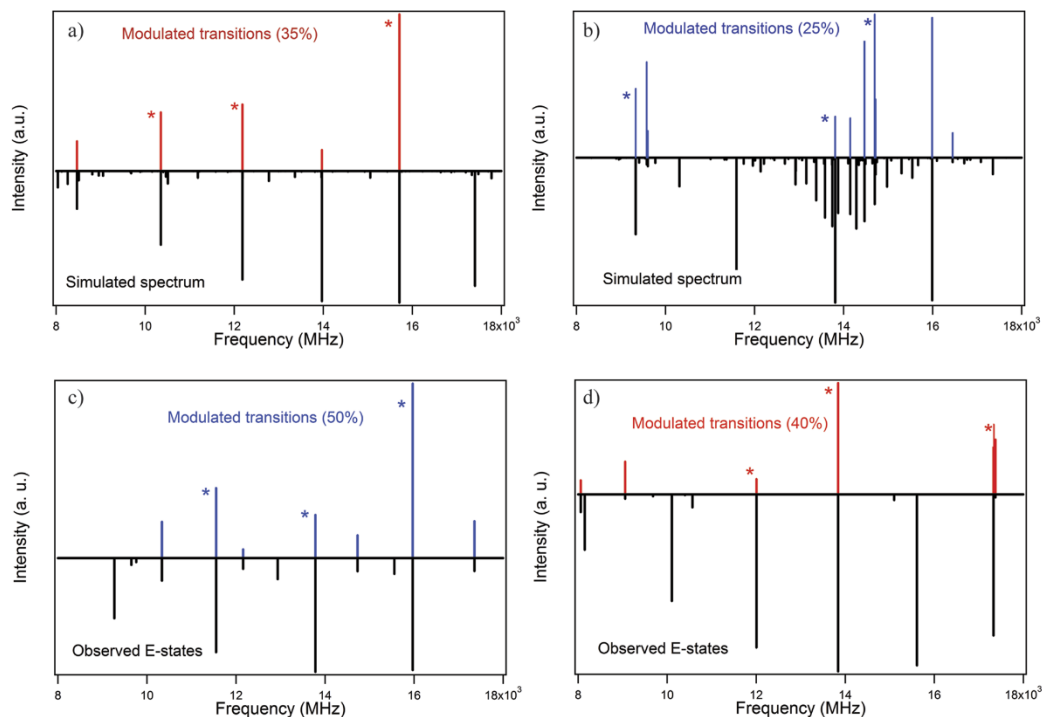 a)
Modulated transitions (35%)
*
*
*
Intensity (a.u.)
Simulated spectrum
8
10
12
14
16
18x10³
Frequency (MHz)
b)
Modulated transitions (25%)
*
*
*
Intensity (a.u.)
Simulated spectrum
8
10
12
14
16
18x10³
Frequency (MHz)
c)
Modulated transitions (50%)
*
*
*
Intensity (a. u.)
Observed E-states
8
10
12
14
16
18x10³
Frequency (MHz)
d)
Modulated transitions (40%)
*
*
*
Intensity (a.u.)
Observed E-states
8
10
12
14
16
18x10³
Frequency (MHz)